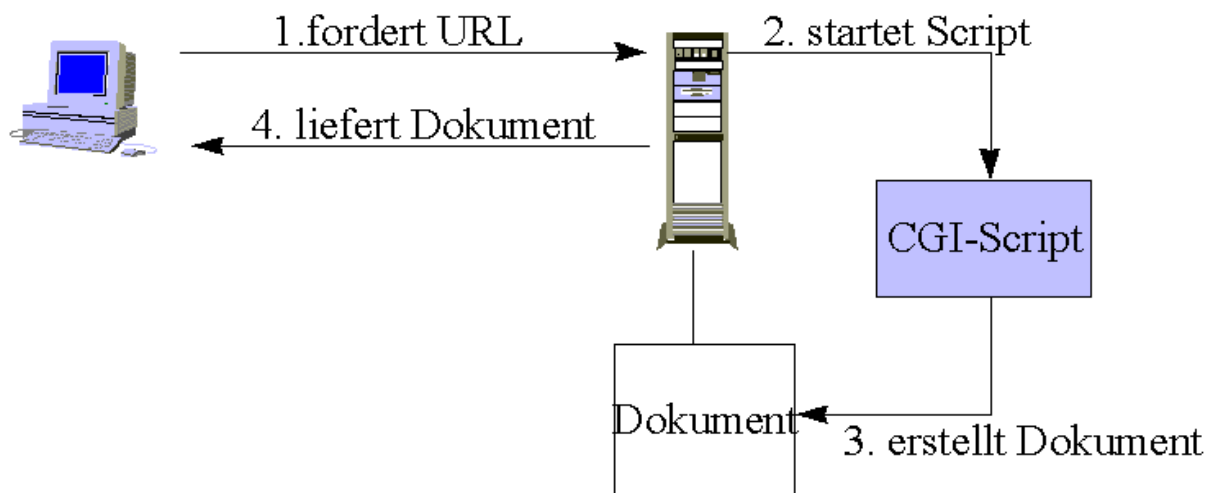 1.fordert URL
2. startet Script
4. liefert Dokument
CGI-Script
Dokument
3. erstellt Dokument